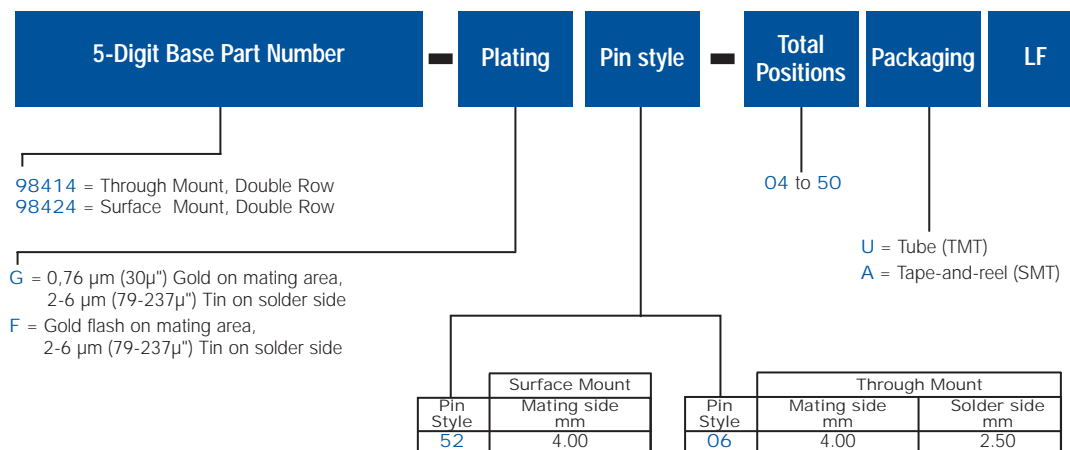 5-Digit Base Part Number - Plating Pin style - Total Positions Packaging LF
98414 = Through Mount, Double Row
98424 = Surface Mount, Double Row
04 to 50
U = Tube (TMT)
A = Tape-and-reel (SMT)
G = 0,76 µm (30µ") Gold on mating area,
2-6 µm (79-237µ") Tin on solder side
F = Gold flash on mating area,
2-6 µm (79-237µ") Tin on solder side
Surface Mount
Pin Style Mating side mm
52 4.00
Through Mount
Pin Style Mating side mm Solder side mm
06 4.00 2.50